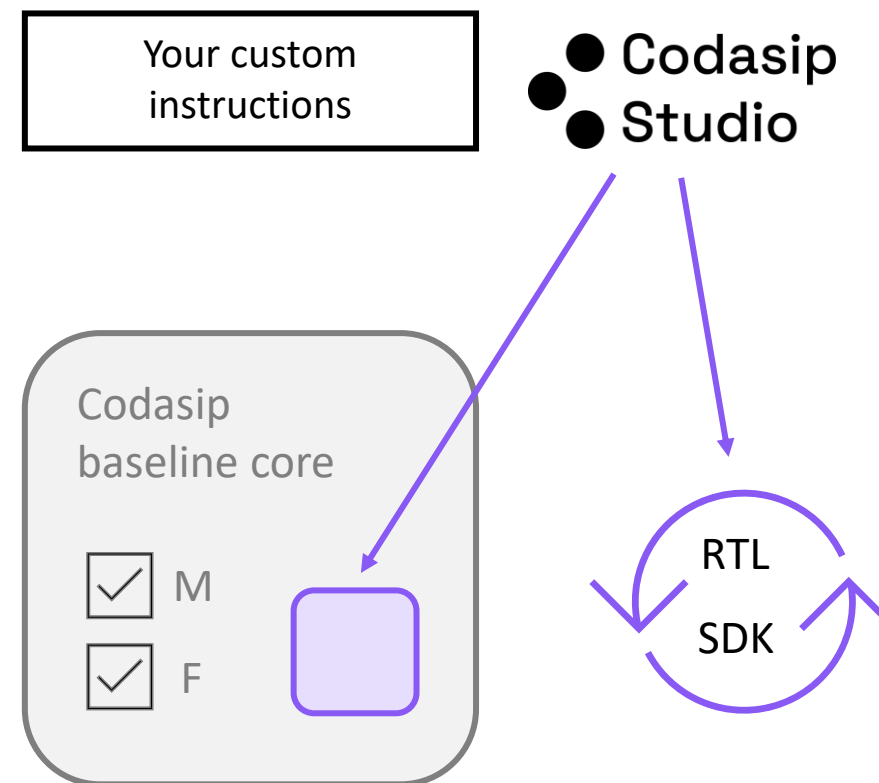 Your custom
instructions
Codasip
Studio
Codasip
baseline core
M
F
RTL
SDK